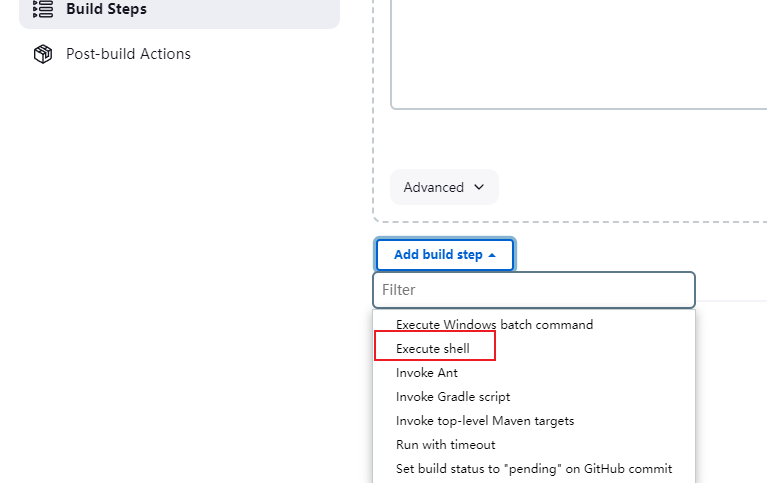 Build Steps
Post-build Actions
Advanced
Add build step
Filter
Execute Windows batch command
Execute shell
Invoke Ant
Invoke Gradle script
Invoke top-level Maven targets
Run with timeout
Set build status to "pending" on GitHub commit